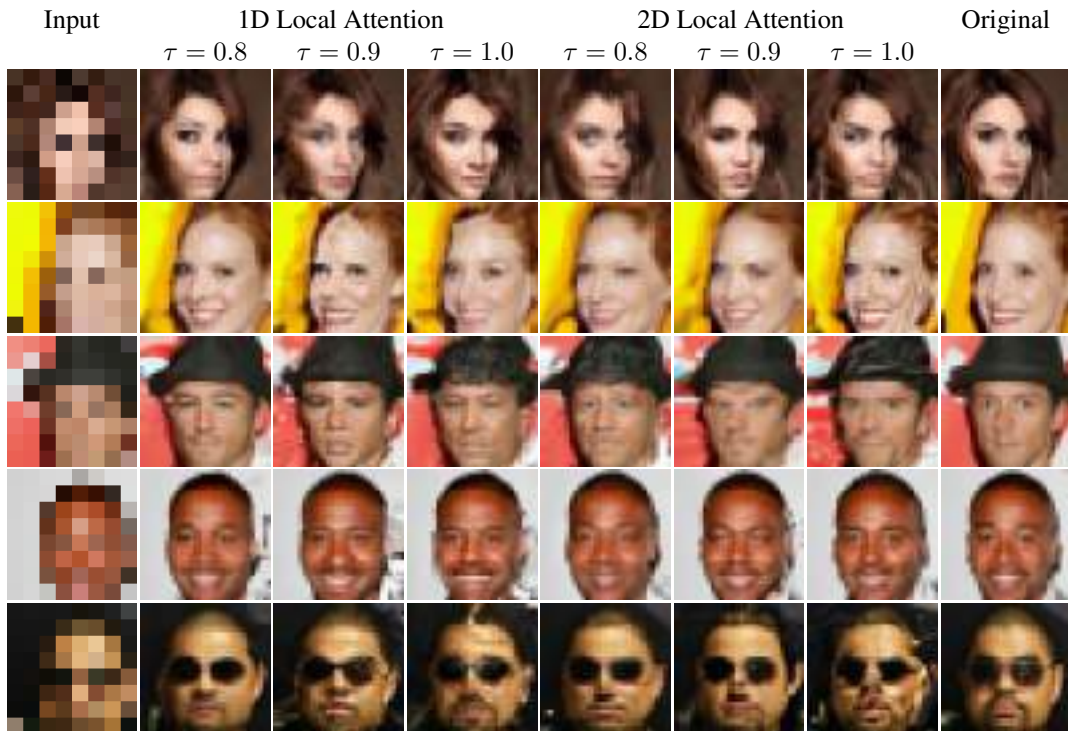 Input 1D Local Attention 2D Local Attention Original
τ = 0.8 τ = 0.9 τ = 1.0 τ = 0.8 τ = 0.9 τ = 1.0